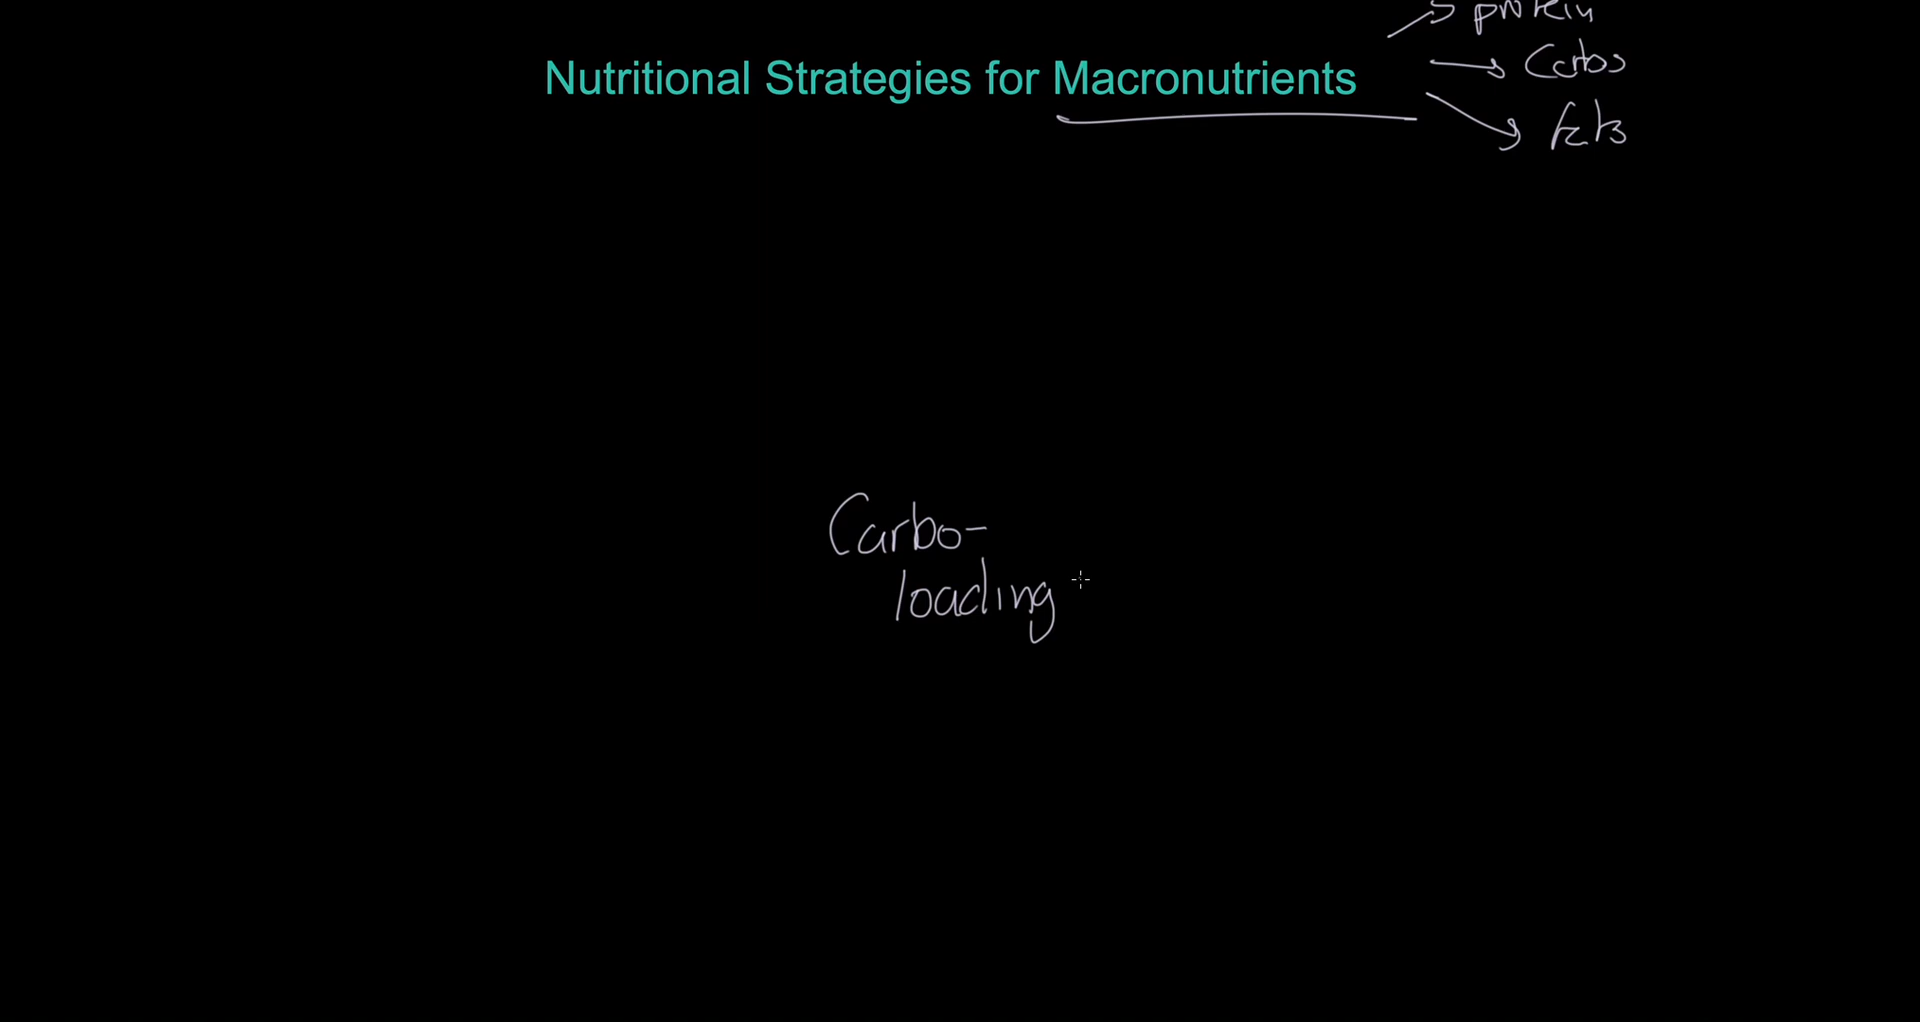 protein
Nutritional Strategies for Macronutrients
Carbs
fats
Carbo-
loading